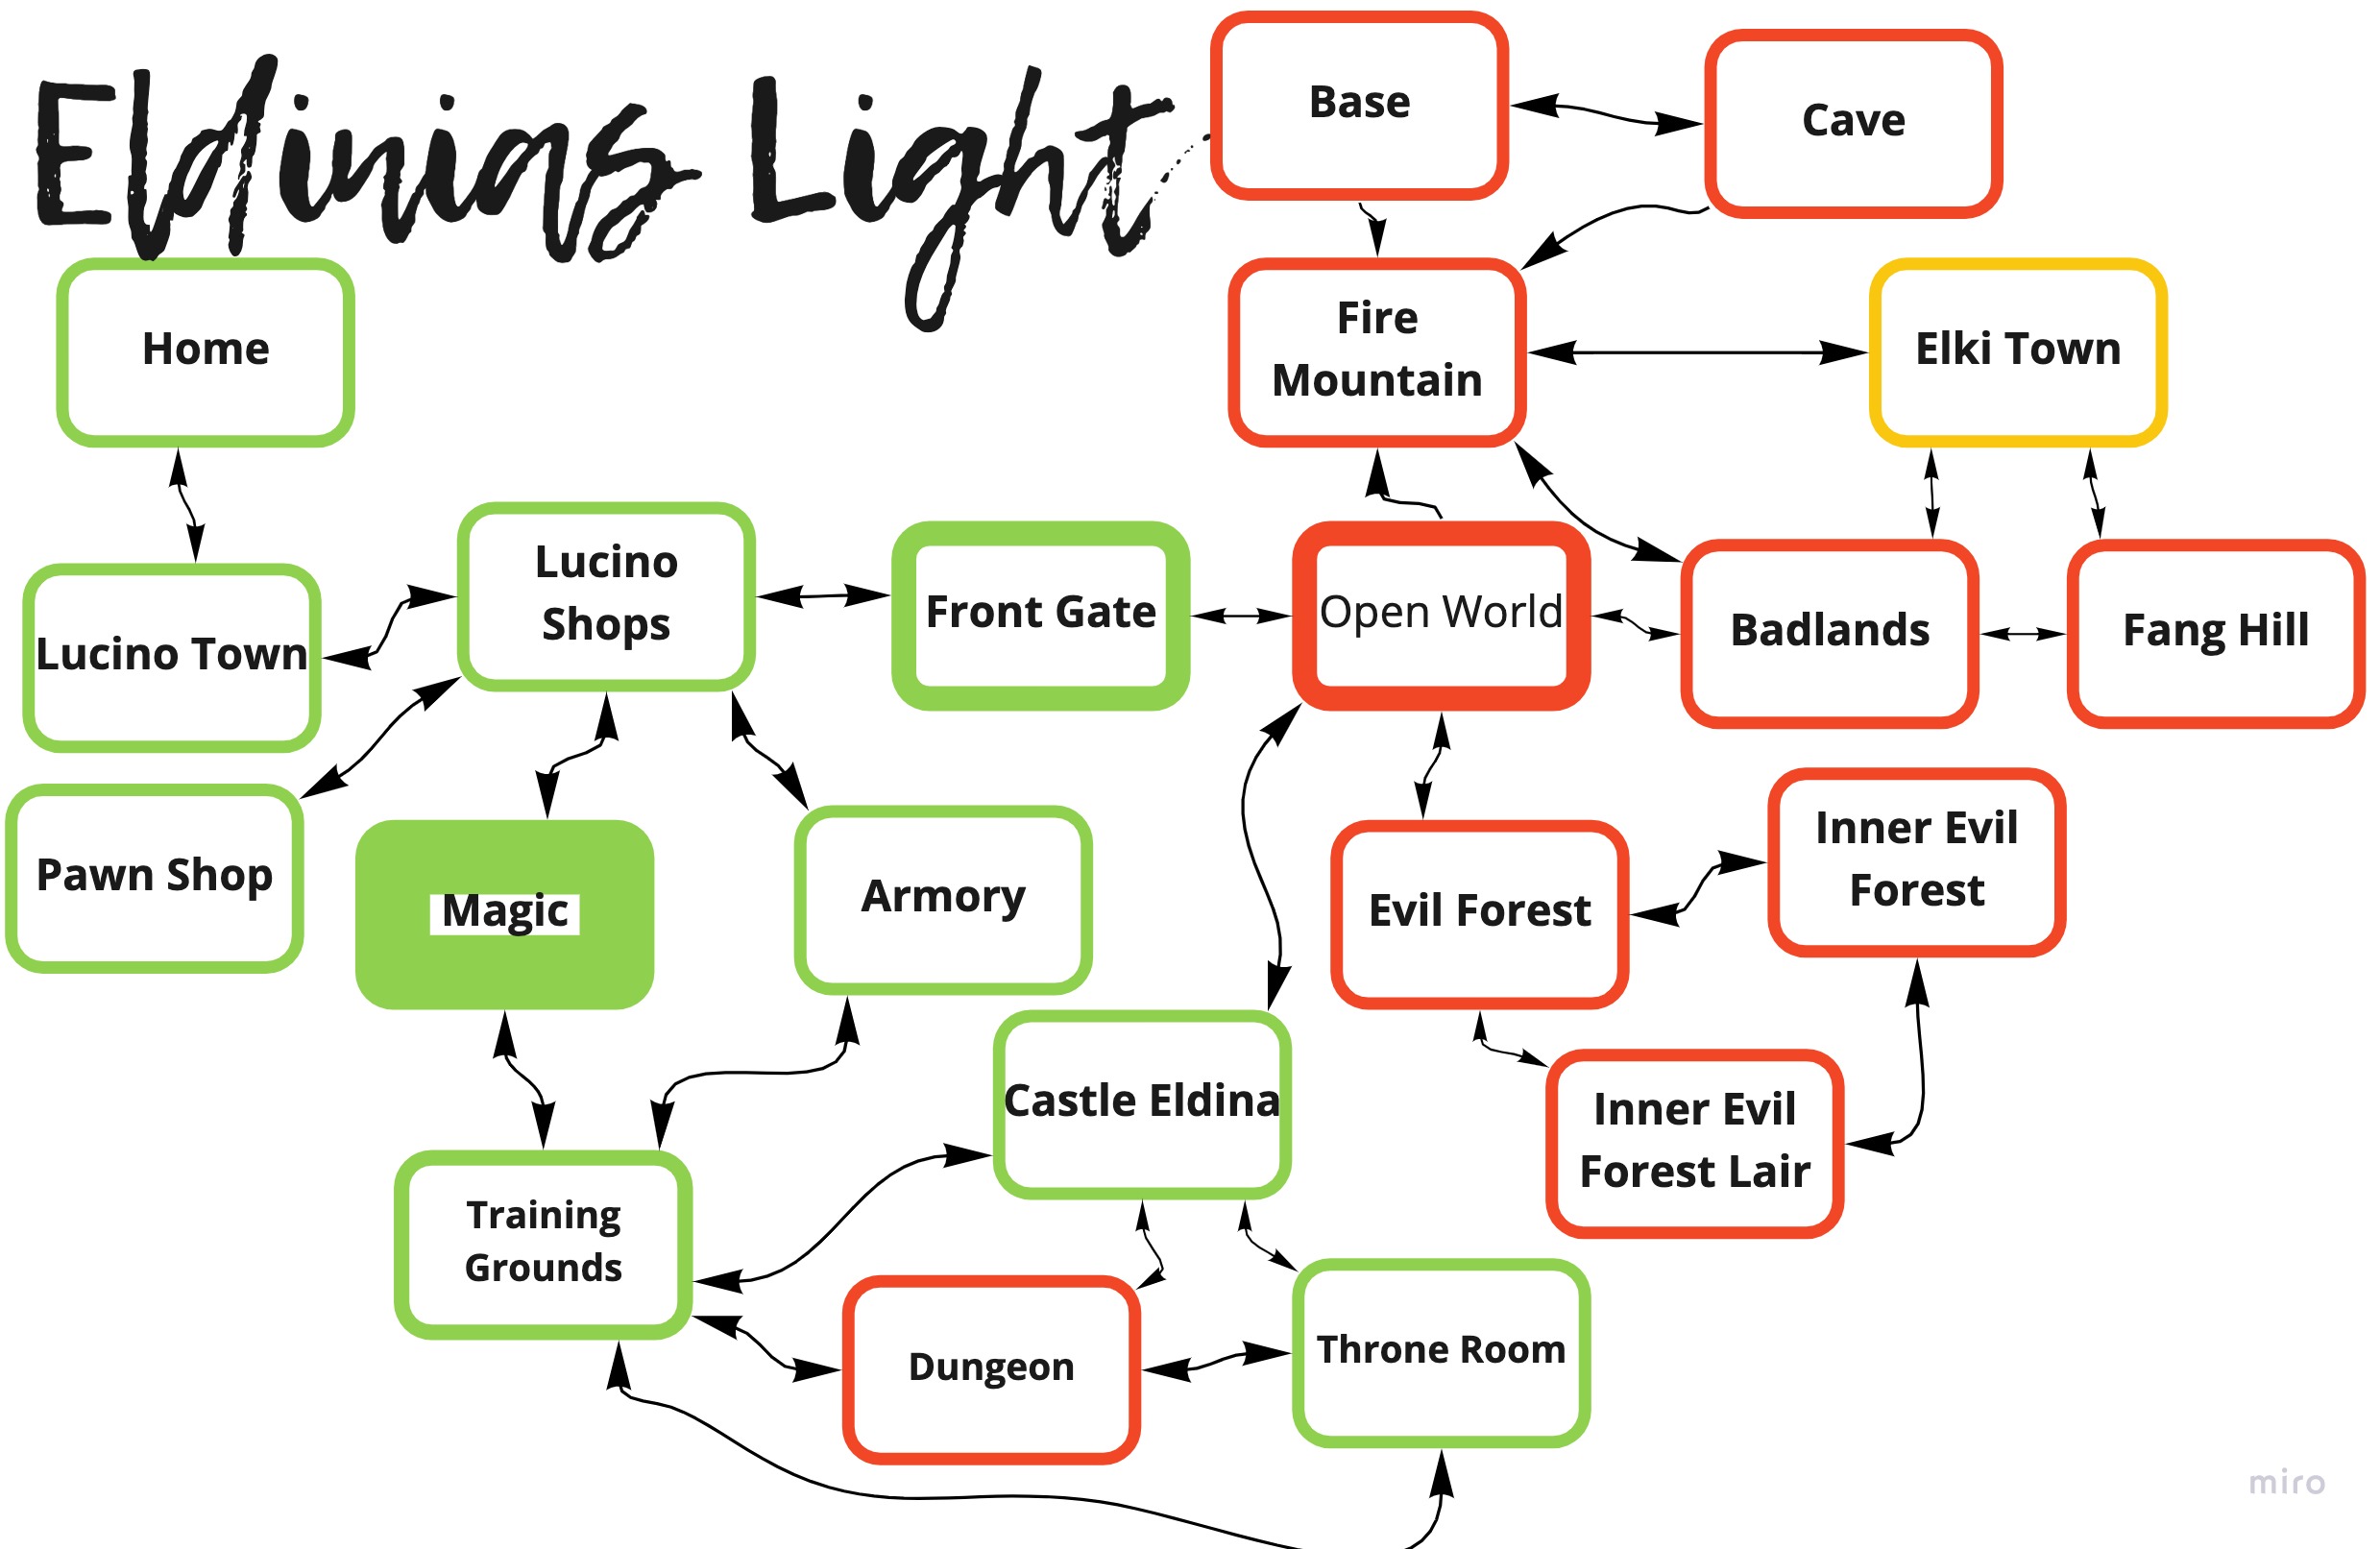 Eldinias Light
Base
Cave
Home
Fire
Mountain
Elki Town
Lucino
Shops
Front Gate
Open World
Badlands
Fang Hill
Lucino Town
Pawn Shop
Magic
Armory
Evil Forest
Inner Evil
Forest
Castle Eldina
Inner Evil
Forest Lair
Training
Grounds
Dungeon
Throne Room
miro